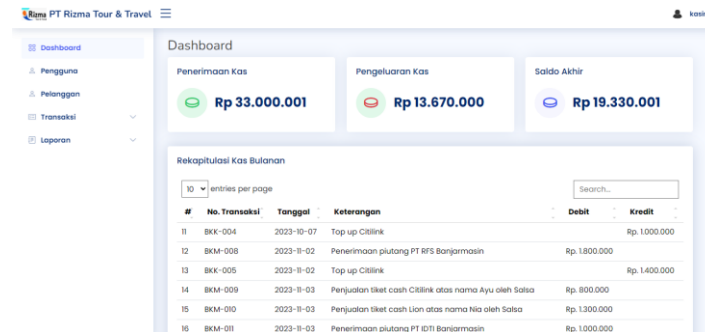 Rizma PT Rizma Tour & Travel
kasir
Dashboard
Pengguna
Pelanggan
Transaksi
Laporan
Dashboard
Penerimaan Kas
Rp 33.000.001
Pengeluaran Kas
Rp 13.670.000
Saldo Akhir
Rp 19.330.001
Rekapitulasi Kas Bulanan
10 entries per page
Search...
# No. Transaksi Tanggal Keterangan Debit Kredit
11 BKK-004 2023-10-07 Top up Citilink Rp. 1.000.000
12 BKM-008 2023-11-02 Penerimaan piutang PT RFS Banjarmasin Rp. 1.800.000
13 BKK-005 2023-11-02 Top up Citilink Rp. 1.400.000
14 BKM-009 2023-11-03 Penjualan tiket cash Citilink atas nama Ayu oleh Salsa Rp. 800.000
15 BKM-010 2023-11-03 Penjualan tiket cash Lion atas nama Nia oleh Salsa Rp. 1.300.000
16 BKM-011 2023-11-03 Penerimaan piutang PT IDTI Banjarmasin Rp. 1.000.000